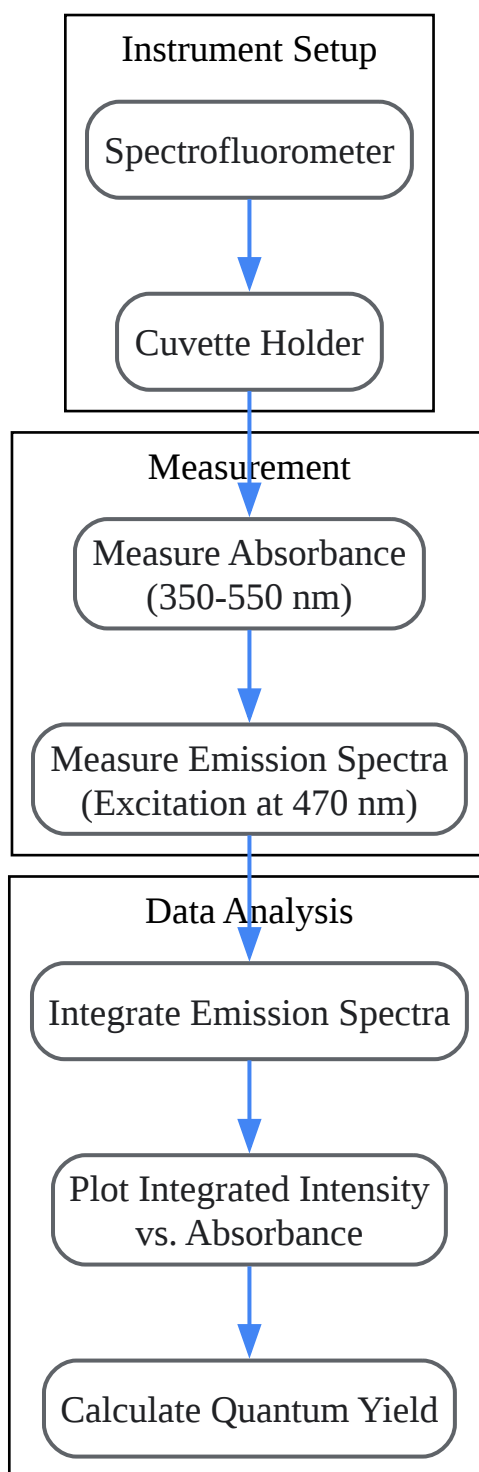 Instrument Setup
Spectrofluorometer
Cuvette Holder
Measurement
Measure Absorbance
(350-550 nm)
Measure Emission Spectra
(Excitation at 470 nm)
Data Analysis
Integrate Emission Spectra
Plot Integrated Intensity
vs. Absorbance
Calculate Quantum Yield